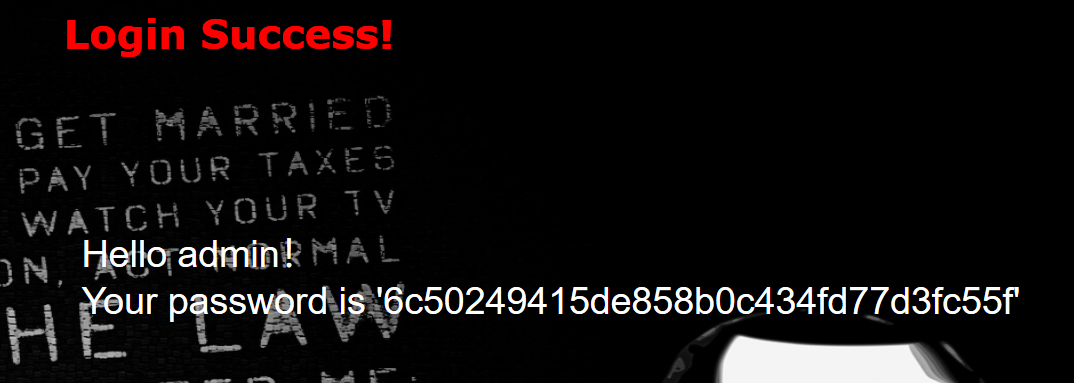 Login Success!
GET MARRIED
PAY YOUR TAXES
WATCH YOUR TV
ON, ACT NORMAL
Hello admin!
Your password is '6c50249415de858b0c434fd77d3fc55f'
HE LAW
ME: